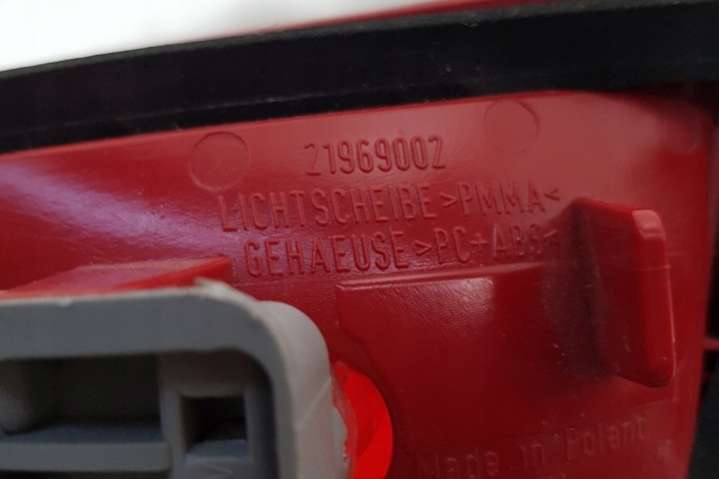 21969002
LICHTSCHEIBE >PMMA<
GEHAEUSE >PC+ABS<
Made in Poland